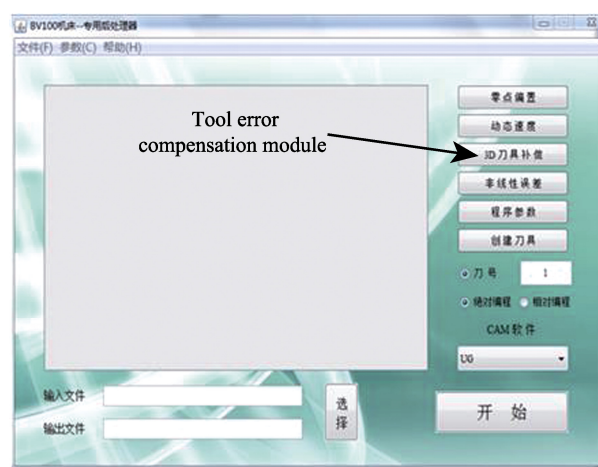 BV100机床--专用后处理器
文件(F) 参数(C) 帮助(H)
零点偏置
动态速度
Tool error
compensation module
3D刀具补偿
非线性误差
程序参数
创建刀具
刀号 1
绝对编程 相对编程
CAM 软件
UG
输入文件
选择
输出文件
开 始